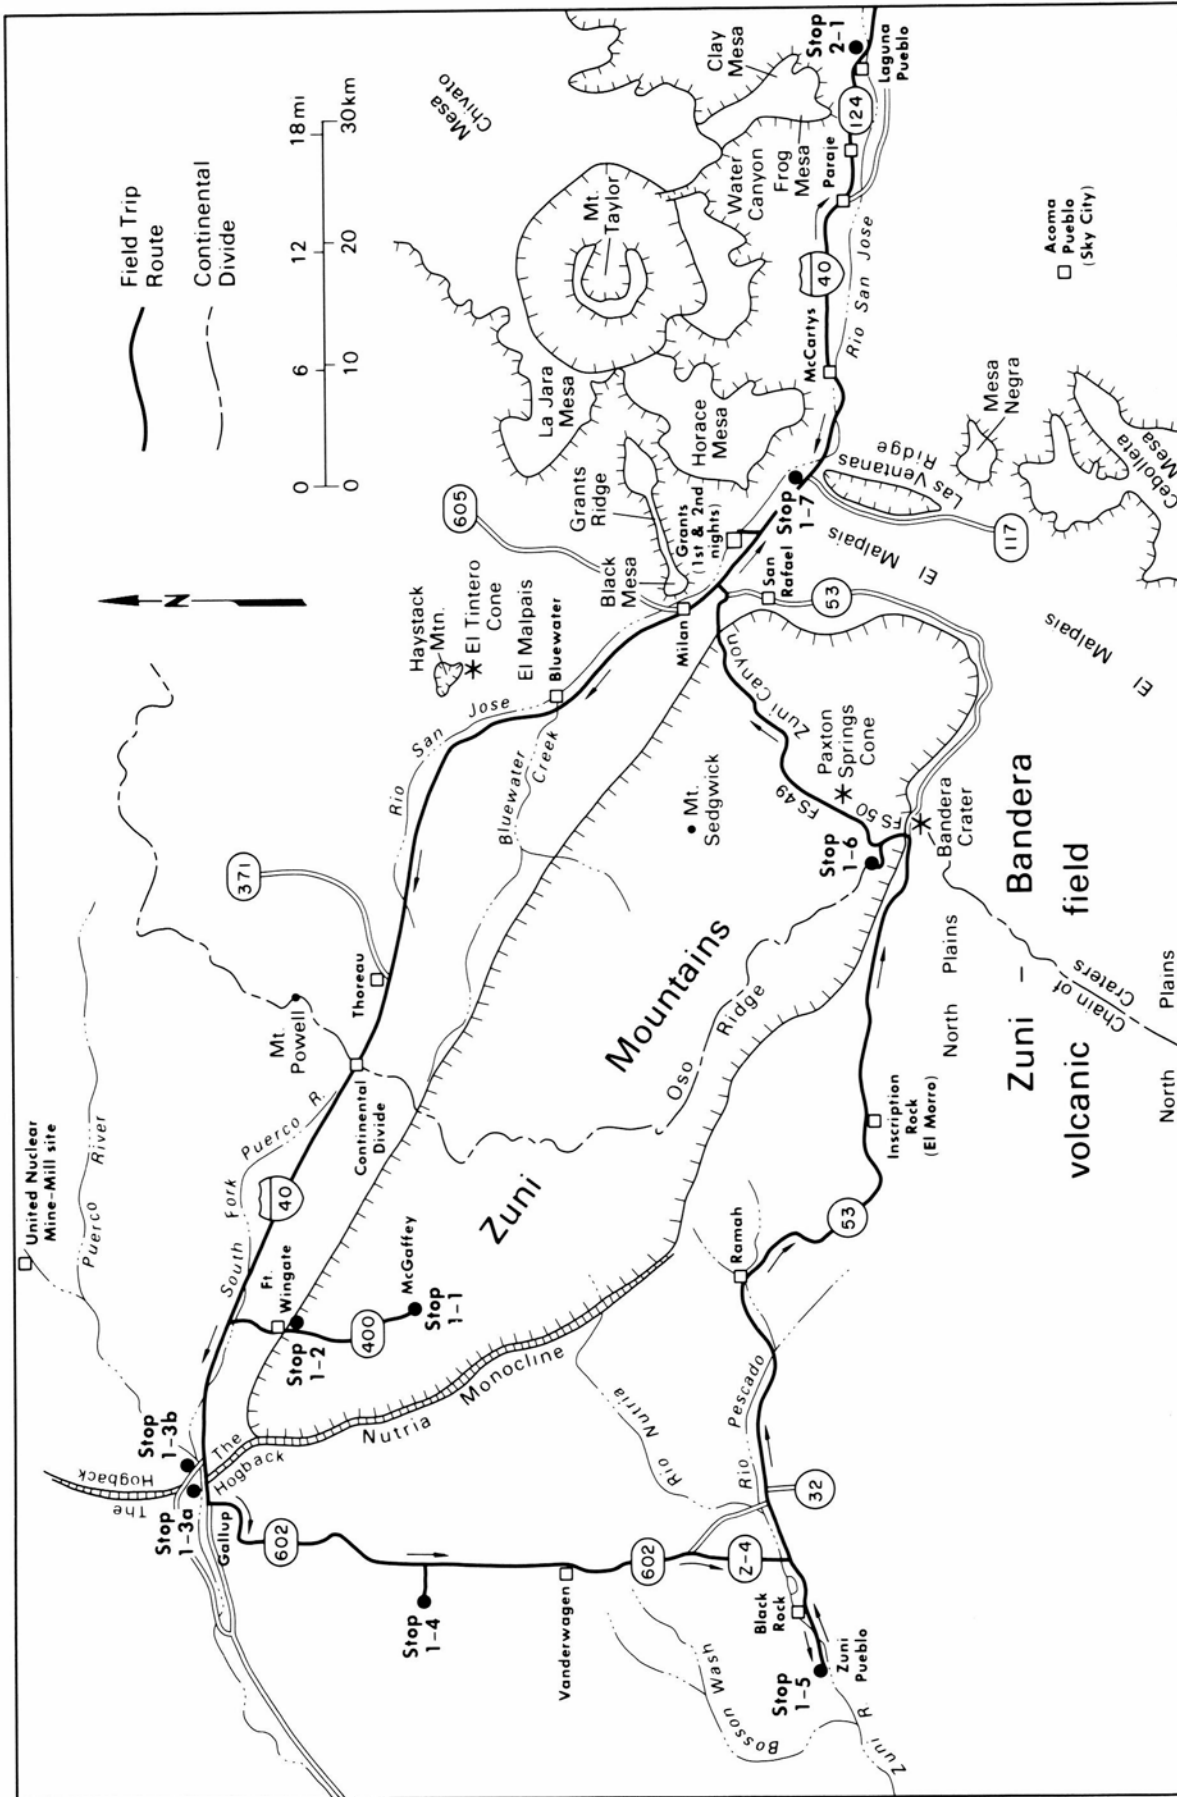 United Nuclear
Mine-Mill site
Puerco River
Mt.
Powell
371
Thoreau
Continental
Divide
South Fork Puerco R.
40
Ft.
Wingate
McGaffey
Stop
1-1
Stop
1-2
400
Stop
1-3b
Stop
1-3a
The
Hogback
The
Hogback
Gallup
602
Nutria Monocline
Stop
1-4
Vanderwagen
602
Z-4
32
Black
Rock
Stop
1-5
Zuni
Pueblo
Bosson Wash
Zuni R.
Rio Nutria
Rio Pescado
Ramah
53
Inscription
Rock
(El Morro)
Zuni Mountains
Oso Ridge
North Plains
Chain of
Craters
North Plains
Zuni – Bandera
volcanic field
Field Trip
Route
Continental
Divide
0 6 12 18 mi
0 10 20 30 km
N
Haystack
Mtn.
El Tintero
Cone
El Malpais
Bluewater
Rio San Jose
Bluewater
Creek
Mt.
Sedgwick
Stop
1-6
FS 49
FS 50
Paxton
Springs
Cone
Bandera
Crater
Zuni Canyon
Milan
605
Black
Mesa
Grants
Ridge
Grants
(1st & 2nd
nights)
San
Rafael
53
Stop
1-7
El Malpais
El Malpais
117
Las Ventanas
Ridge
La Jara
Mesa
Horace
Mesa
Mt.
Taylor
Mesa
Chivato
Water
Canyon
Frog
Mesa
Clay
Mesa
McCartys
40
Rio San Jose
Paraje
124
Stop
2-1
Laguna
Pueblo
Acoma
Pueblo
(Sky City)
Mesa
Negra
Cebolleta
Mesa